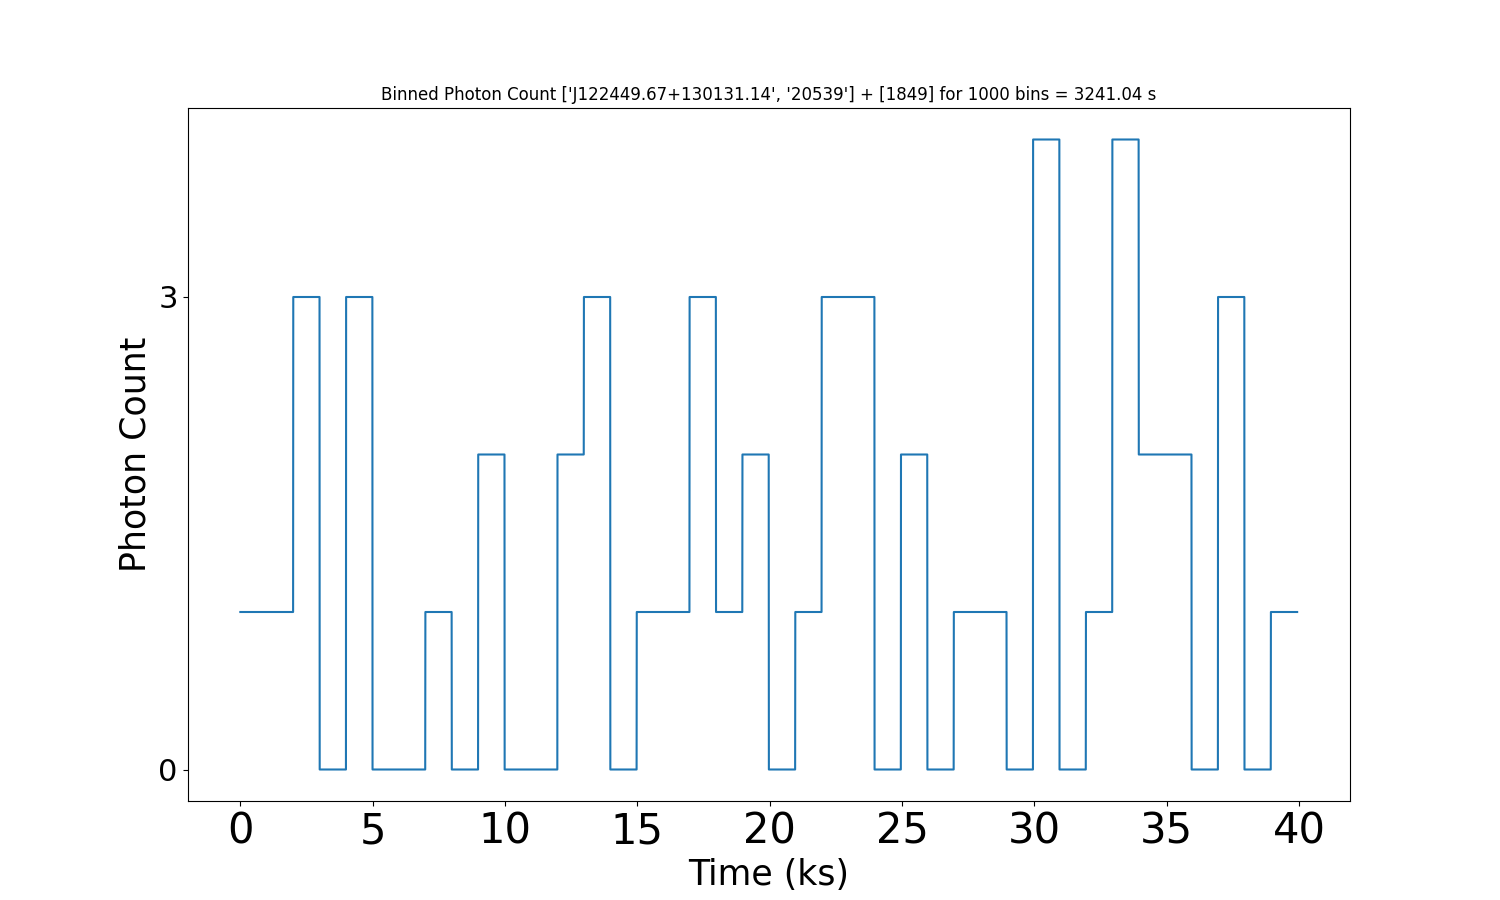 Binned Photon Count ['J122449.67+130131.14', '20539'] + [1849] for 1000 bins = 3241.04 s
3
Photon Count
0
0 5 10 15 20 25 30 35 40
Time (ks)